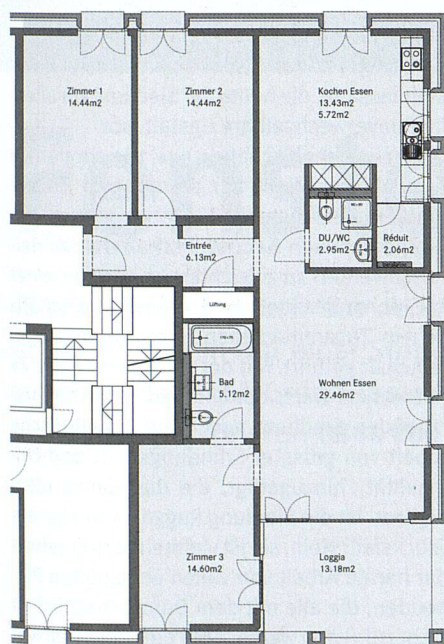 Zimmer 1
14.44m2
Zimmer 2
14.44m2
Kochen Essen
13.43m2
5.72m2
Entrée
6.13m2
DU/WC
2.95m2
Réduit
2.06m2
Lüftung
Bad
5.12m2
Wohnen Essen
29.46m2
Zimmer 3
14.60m2
Loggia
13.18m2